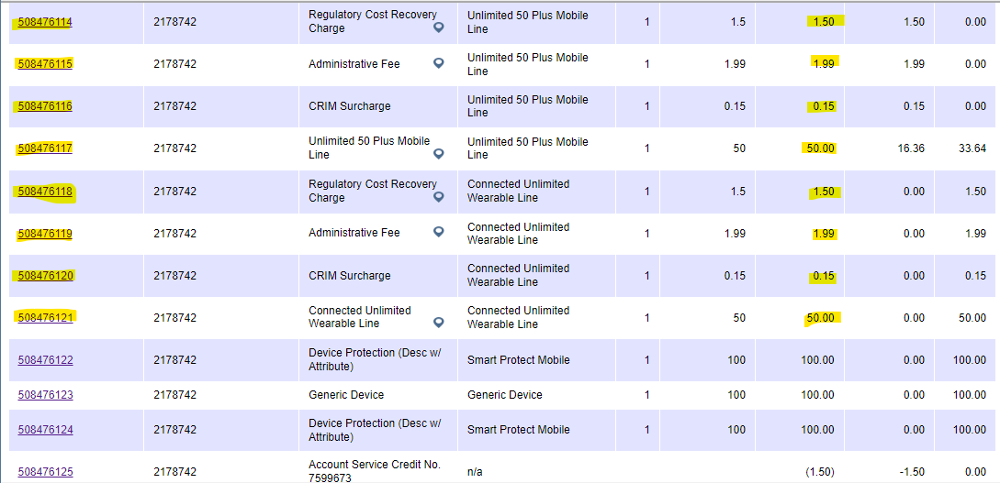 508476114 2178742 Regulatory Cost Recovery Charge Unlimited 50 Plus Mobile Line 1 1.5 1.50 1.50 0.00
508476115 2178742 Administrative Fee Unlimited 50 Plus Mobile Line 1 1.99 1.99 1.99 0.00
508476116 2178742 CRIM Surcharge Unlimited 50 Plus Mobile Line 1 0.15 0.15 0.15 0.00
508476117 2178742 Unlimited 50 Plus Mobile Line Unlimited 50 Plus Mobile Line 1 50 50.00 16.36 33.64
508476118 2178742 Regulatory Cost Recovery Charge Connected Unlimited Wearable Line 1 1.5 1.50 0.00 1.50
508476119 2178742 Administrative Fee Connected Unlimited Wearable Line 1 1.99 1.99 0.00 1.99
508476120 2178742 CRIM Surcharge Connected Unlimited Wearable Line 1 0.15 0.15 0.00 0.15
508476121 2178742 Connected Unlimited Wearable Line Connected Unlimited Wearable Line 1 50 50.00 0.00 50.00
508476122 2178742 Device Protection (Desc w/ Attribute) Smart Protect Mobile 1 100 100.00 0.00 100.00
508476123 2178742 Generic Device Generic Device 1 100 100.00 0.00 100.00
508476124 2178742 Device Protection (Desc w/ Attribute) Smart Protect Mobile 1 100 100.00 0.00 100.00
508476125 2178742 Account Service Credit No. 7599673 n/a (1.50) -1.50 0.00